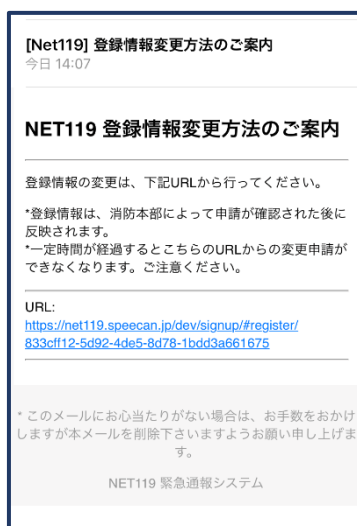 [Net119] 登録情報変更方法のご案内
今日 14:07
NET119 登録情報変更方法のご案内
登録情報の変更は、下記URLから行ってください。
*登録情報は、消防本部によって申請が確認された後に
反映されます。
*一定時間が経過するとこちらのURLからの変更申請が
できなくなります。ご注意ください。
URL:
https://net119.speecan.jp/dev/signup/#register/
833cff12-5d92-4de5-8d78-1bdd3a661675
* このメールにお心当たりがない場合は、お手数をおかけ
しますが本メールを削除下さいますようお願い申し上げま
す。
NET119 緊急通報システム